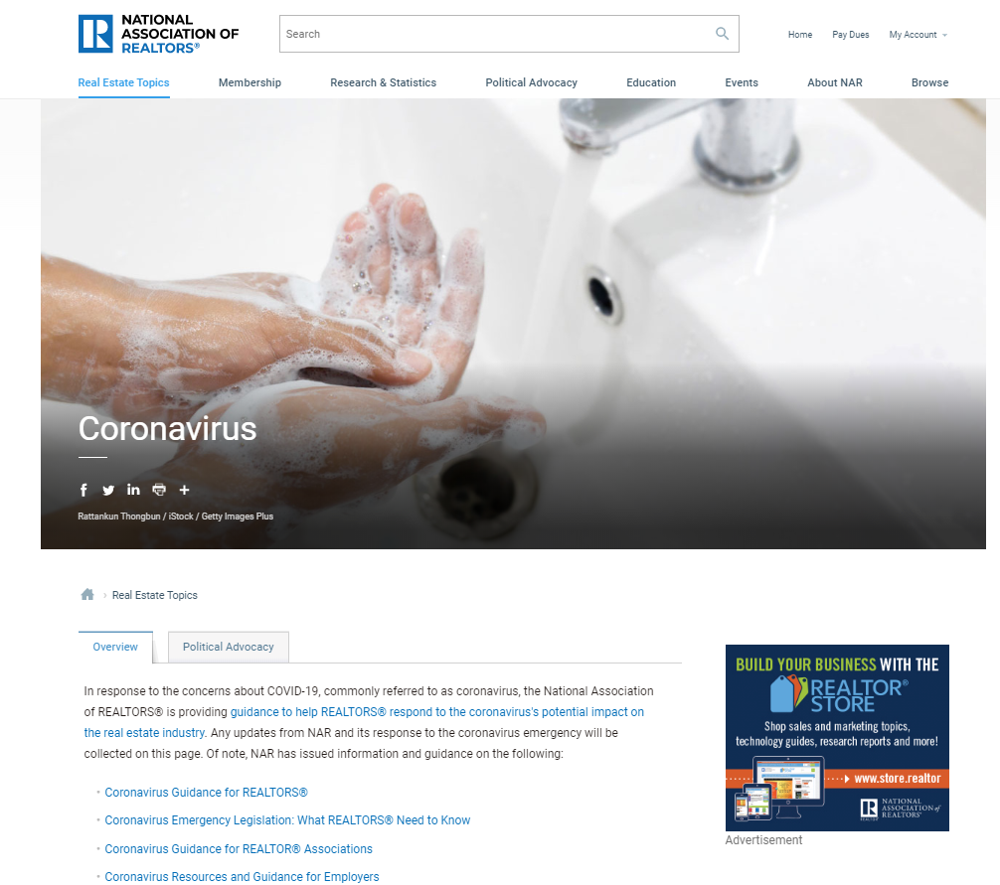 NATIONAL
ASSOCIATION OF
REALTORS®
Search
Home Pay Dues My Account
Real Estate Topics Membership Research & Statistics Political Advocacy Education Events About NAR Browse
Coronavirus
Rattankun Thongbun / iStock / Getty Images Plus
Real Estate Topics
Overview Political Advocacy
In response to the concerns about COVID-19, commonly referred to as coronavirus, the National Association
of REALTORS® is providing guidance to help REALTORS® respond to the coronavirus's potential impact on
the real estate industry. Any updates from NAR and its response to the coronavirus emergency will be
collected on this page. Of note, NAR has issued information and guidance on the following:
• Coronavirus Guidance for REALTORS®
• Coronavirus Emergency Legislation: What REALTORS® Need to Know
• Coronavirus Guidance for REALTOR® Associations
• Coronavirus Resources and Guidance for Employers
BUILD YOUR BUSINESS WITH THE
REALTOR®
STORE
Shop sales and marketing topics,
technology guides, research reports and more!
www.store.realtor
NATIONAL
ASSOCIATION of
REALTORS®
Advertisement